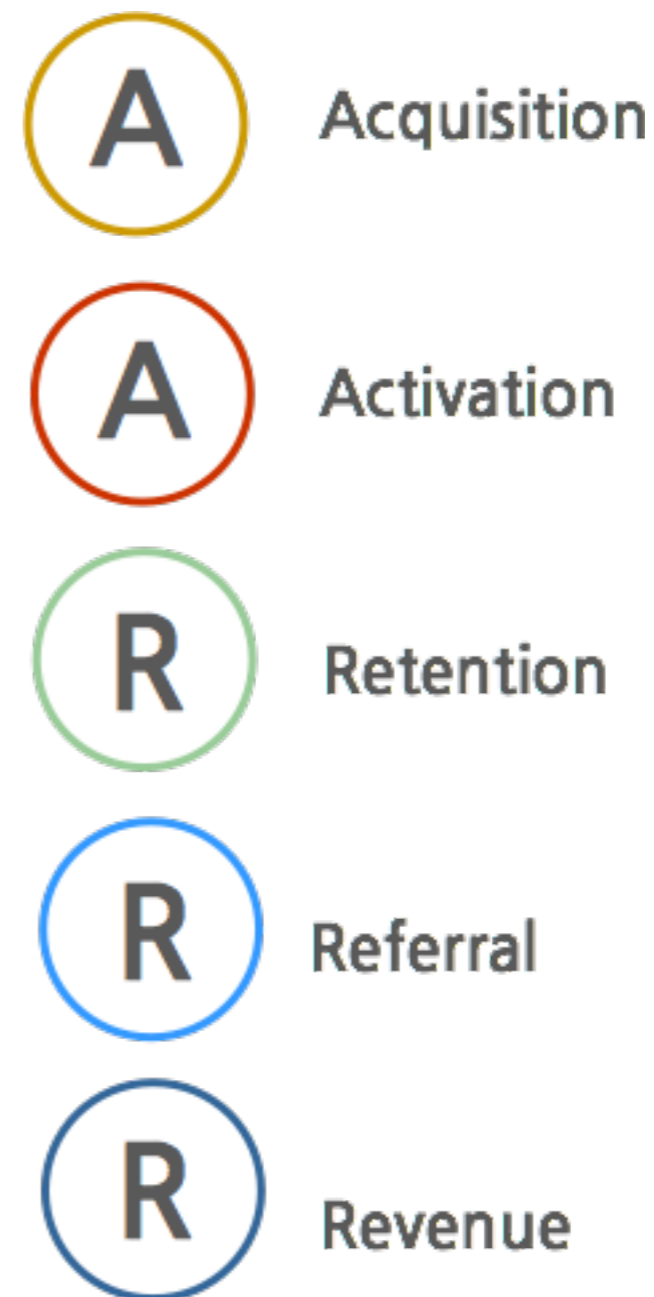 A Acquisition
A Activation
R Retention
R Referral
R Revenue